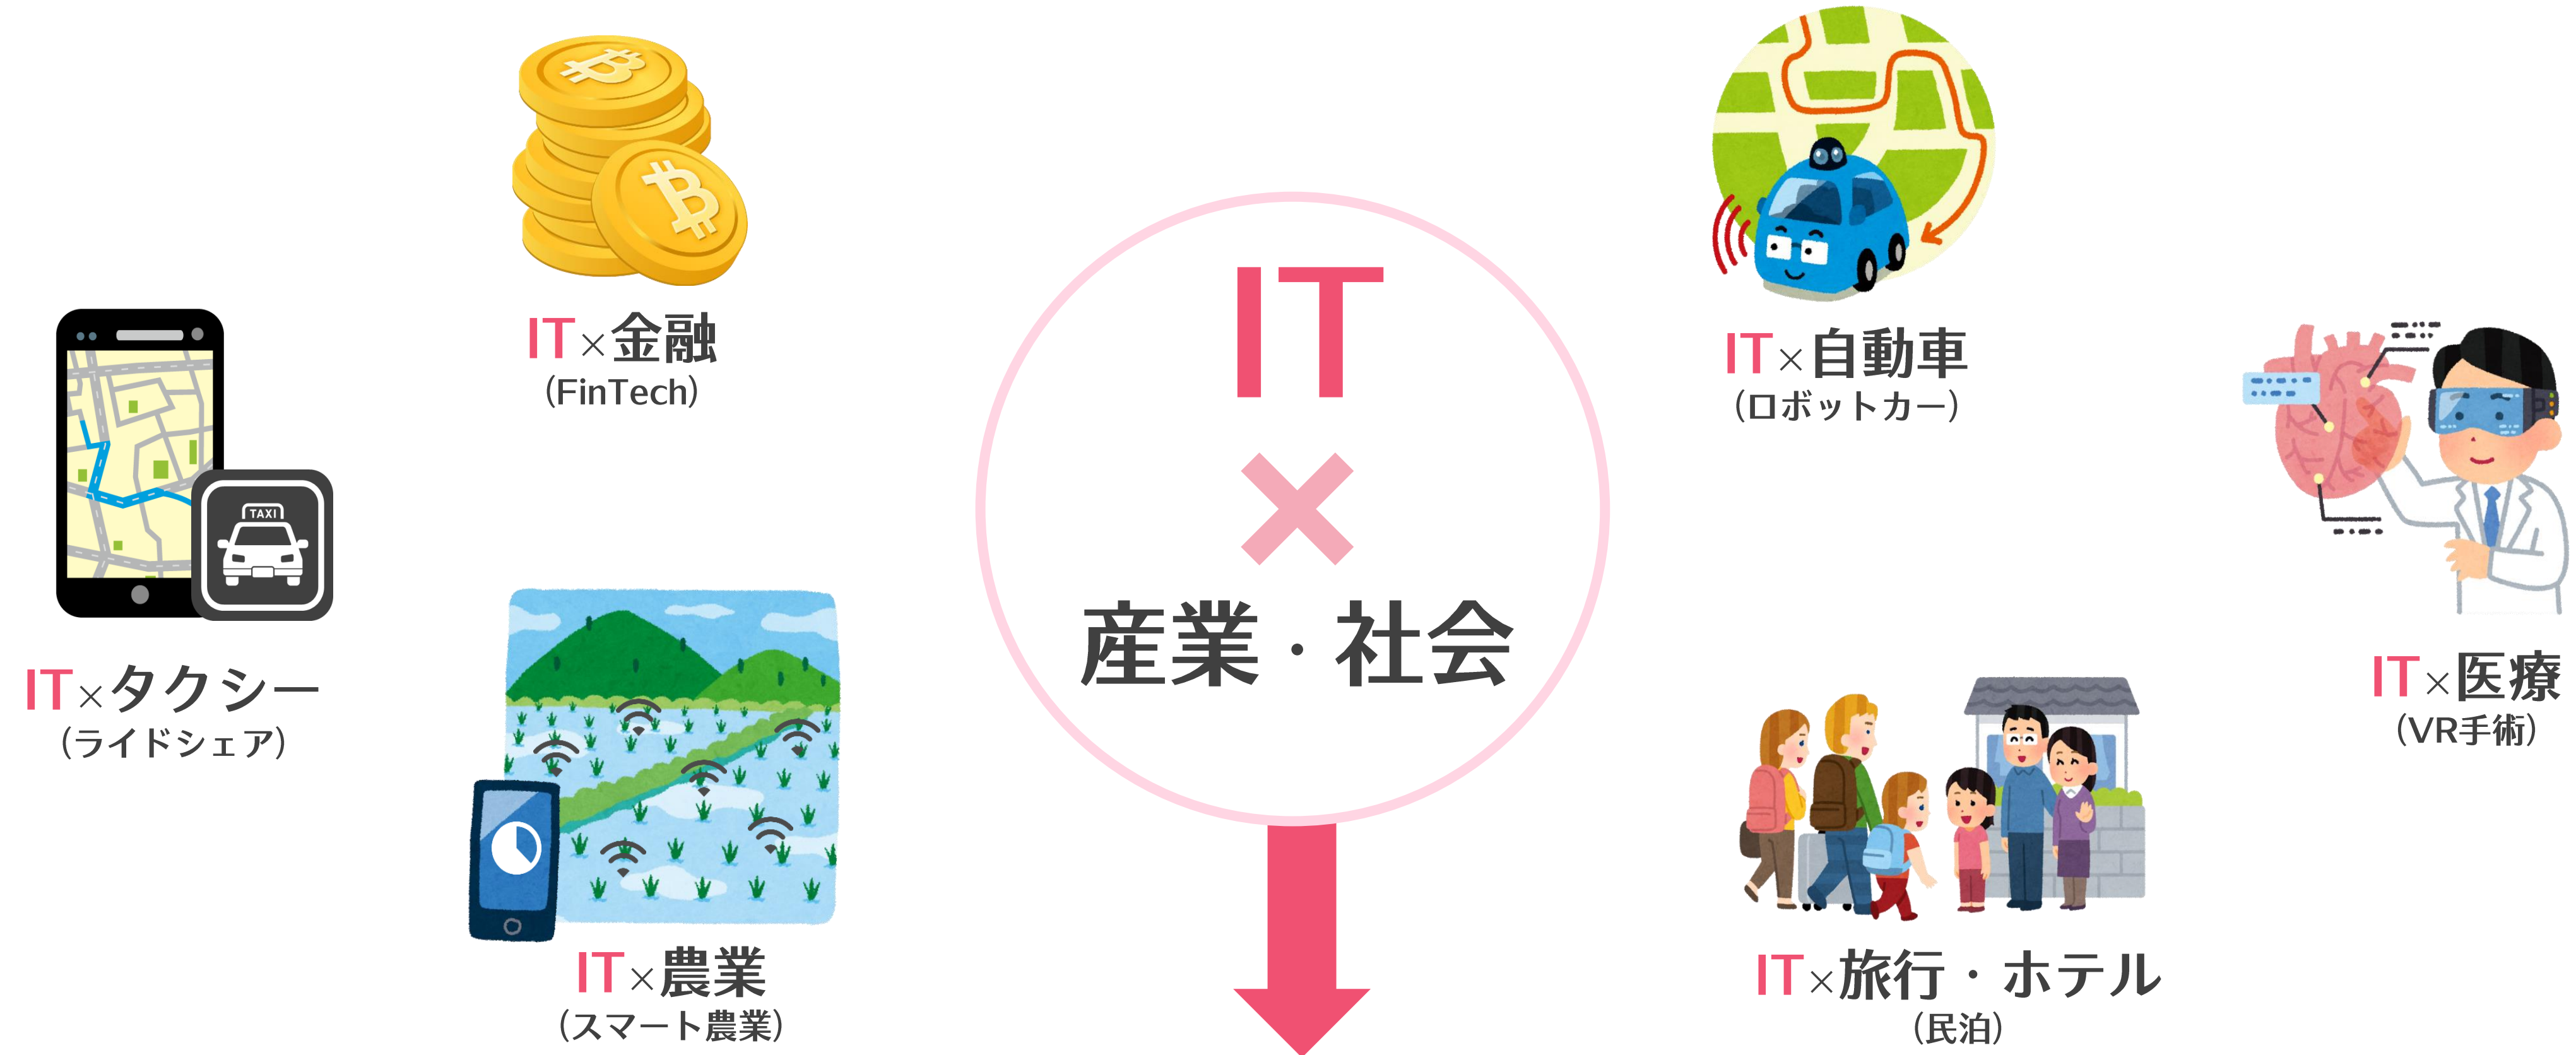 IT×金融
(FinTech)
TAXI
IT×タクシー
(ライドシェア)
IT×農業
(スマート農業)
IT
×
産業・社会
IT×自動車
(ロボットカー)
IT×医療
(VR手術)
IT×旅行・ホテル
(民泊)